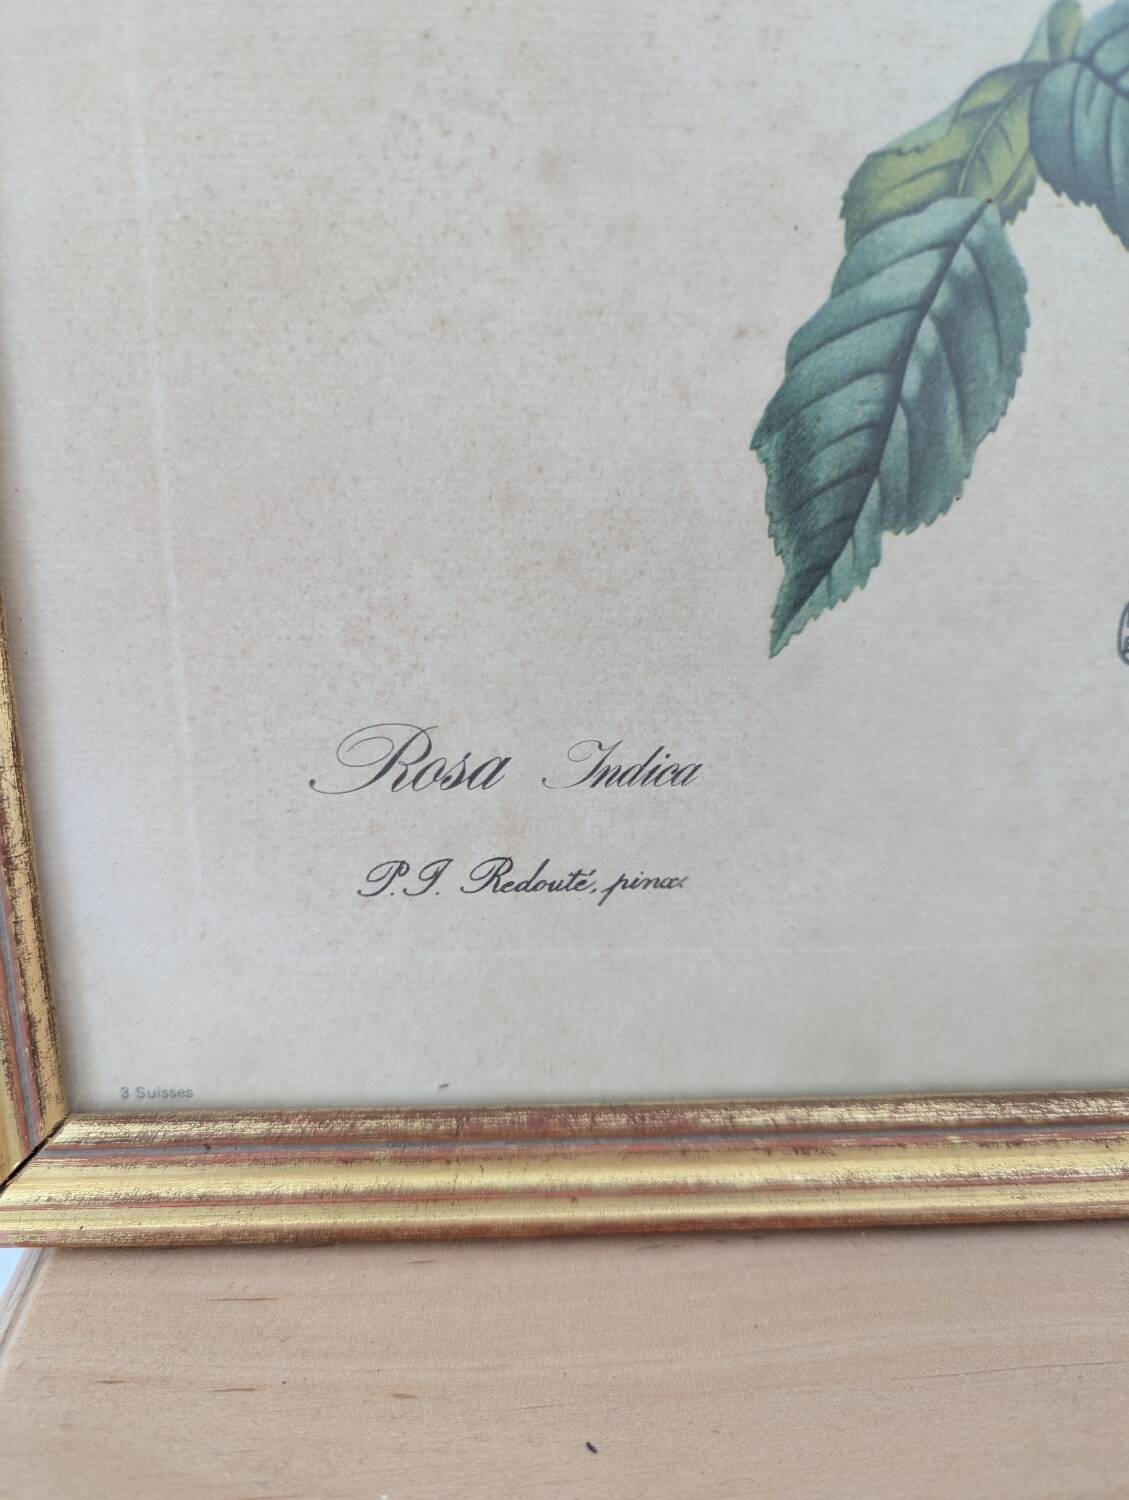 Rosa Indica
P. J. Redouté, pinx
3 Suisses